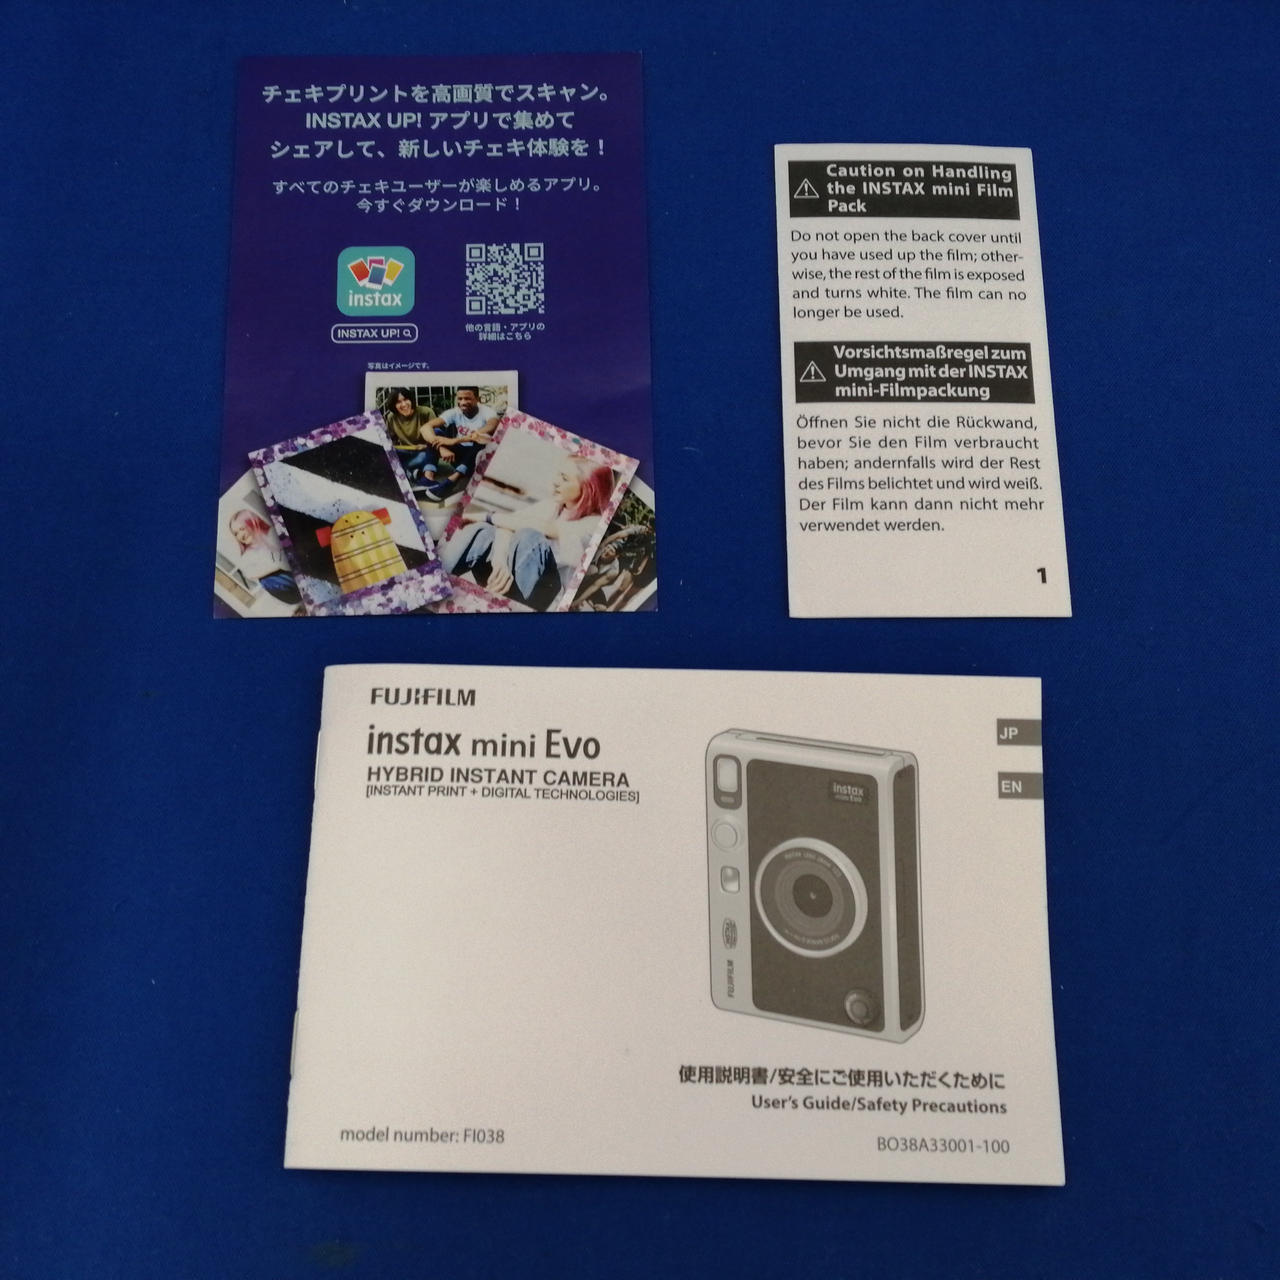 チェキプリントを高画質でスキャン。
INSTAX UP! アプリで集めて
シェアして、新しいチェキ体験を！
すべてのチェキユーザーが楽しめるアプリ。
今すぐダウンロード！
instax
INSTAX UP!
他の言語・アプリの
詳細はこちら
写真はイメージです。
Caution on Handling
the INSTAX mini Film
Pack
Do not open the back cover until
you have used up the film; other-
wise, the rest of the film is exposed
and turns white. The film can no
longer be used.
Vorsichtsmaßregel zum
Umgang mit der INSTAX
mini-Filmpackung
Öffnen Sie nicht die Rückwand,
bevor Sie den Film verbraucht
haben; andernfalls wird der Rest
des Films belichtet und wird weiß.
Der Film kann dann nicht mehr
verwendet werden.
1
FUJIFILM
instax mini Evo
HYBRID INSTANT CAMERA
[INSTANT PRINT + DIGITAL TECHNOLOGIES]
JP
EN
instax
mini Evo
FUJIFILM
使用説明書/安全にご使用いただくために
User's Guide/Safety Precautions
model number: FI038
BO38A33001-100